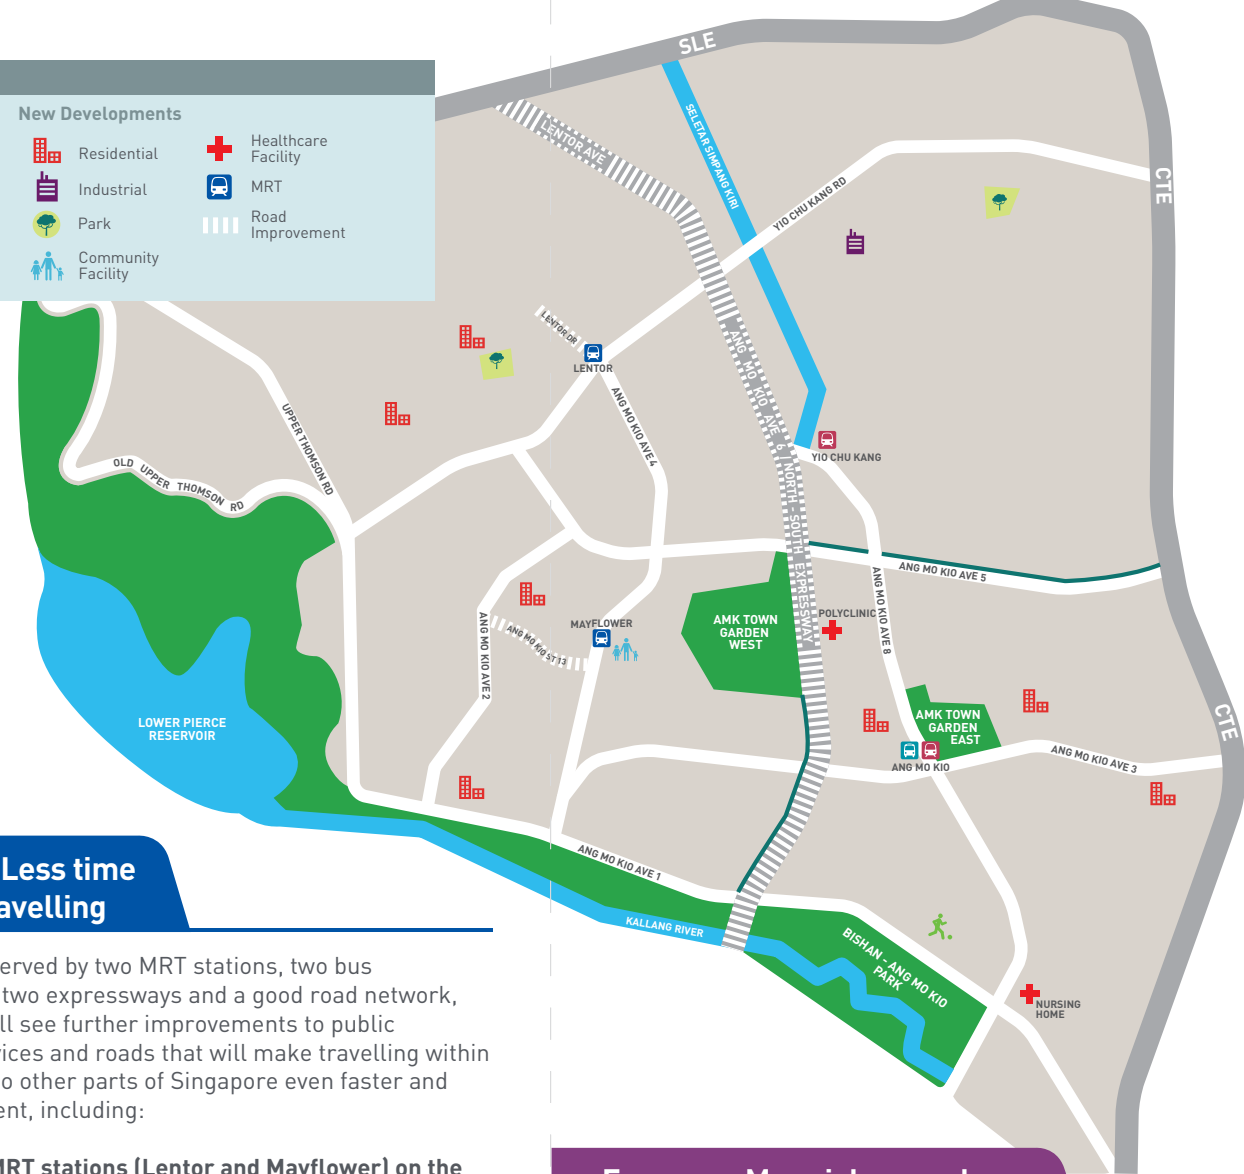 SLE
New Developments
Residential
Industrial
Park
Community
Facility
Healthcare
Facility
MRT
Road
Improvement
LENTOR AVE
SELETAR SIMPANG KIRI
YIO CHU KANG RD
CTE
LENTOR DR
LENTOR
ANG MO KIO AVE 4
ANG MO KIO AVE 6 / NORTH - SOUTH EXPRESSWAY
YIO CHU KANG
UPPER THOMSON RD
OLD UPPER THOMSON RD
ANG MO KIO AVE 5
ANG MO KIO AVE 8
POLYCLINIC
MAYFLOWER
ANG MO KIO ST 13
ANG MO KIO AVE 2
AMK TOWN
GARDEN
WEST
AMK TOWN
GARDEN
EAST
ANG MO KIO
ANG MO KIO AVE 3
CTE
LOWER PIERCE
RESERVOIR
ANG MO KIO AVE 1
KALLANG RIVER
BISHAN - ANG MO KIO
PARK
NURSING
HOME
Less time
avelling
erved by two MRT stations, two bus
two expressways and a good road network,
ll see further improvements to public
vices and roads that will make travelling within
o other parts of Singapore even faster and
ent, including:
MRT stations (Lentor and Mayflower) on the